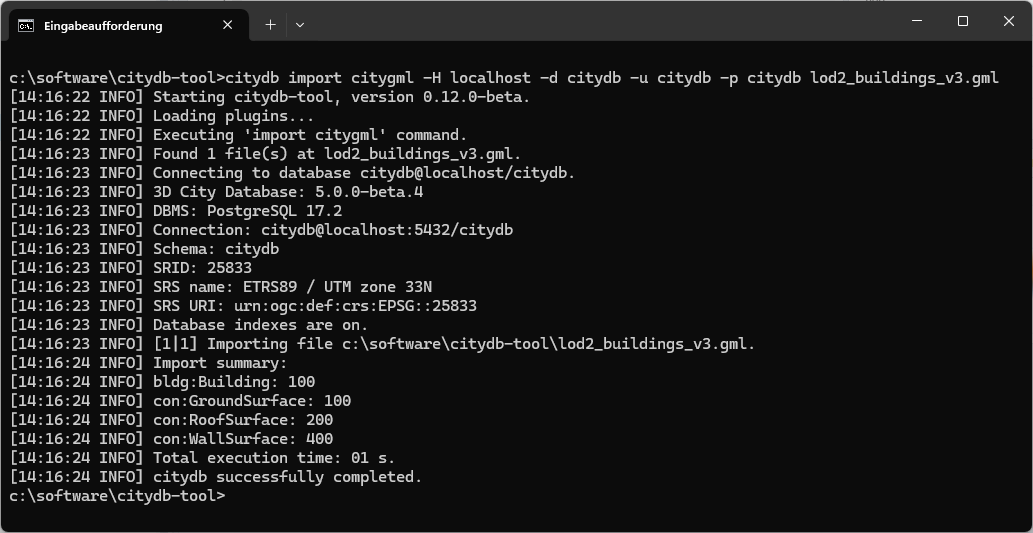 Eingabeaufforderung
c:\software\citydb-tool>citydb import citygml -H localhost -d citydb -u citydb -p citydb lod2_buildings_v3.gml
[14:16:22 INFO] Starting citydb-tool, version 0.12.0-beta.
[14:16:22 INFO] Loading plugins...
[14:16:22 INFO] Executing 'import citygml' command.
[14:16:23 INFO] Found 1 file(s) at lod2_buildings_v3.gml.
[14:16:23 INFO] Connecting to database citydb@localhost/citydb.
[14:16:23 INFO] 3D City Database: 5.0.0-beta.4
[14:16:23 INFO] DBMS: PostgreSQL 17.2
[14:16:23 INFO] Connection: citydb@localhost:5432/citydb
[14:16:23 INFO] Schema: citydb
[14:16:23 INFO] SRID: 25833
[14:16:23 INFO] SRS name: ETRS89 / UTM zone 33N
[14:16:23 INFO] SRS URI: urn:ogc:def:crs:EPSG::25833
[14:16:23 INFO] Database indexes are on.
[14:16:23 INFO] [1|1] Importing file c:\software\citydb-tool\lod2_buildings_v3.gml.
[14:16:24 INFO] Import summary:
[14:16:24 INFO] bldg:Building: 100
[14:16:24 INFO] con:GroundSurface: 100
[14:16:24 INFO] con:RoofSurface: 200
[14:16:24 INFO] con:WallSurface: 400
[14:16:24 INFO] Total execution time: 01 s.
[14:16:24 INFO] citydb successfully completed.
c:\software\citydb-tool>